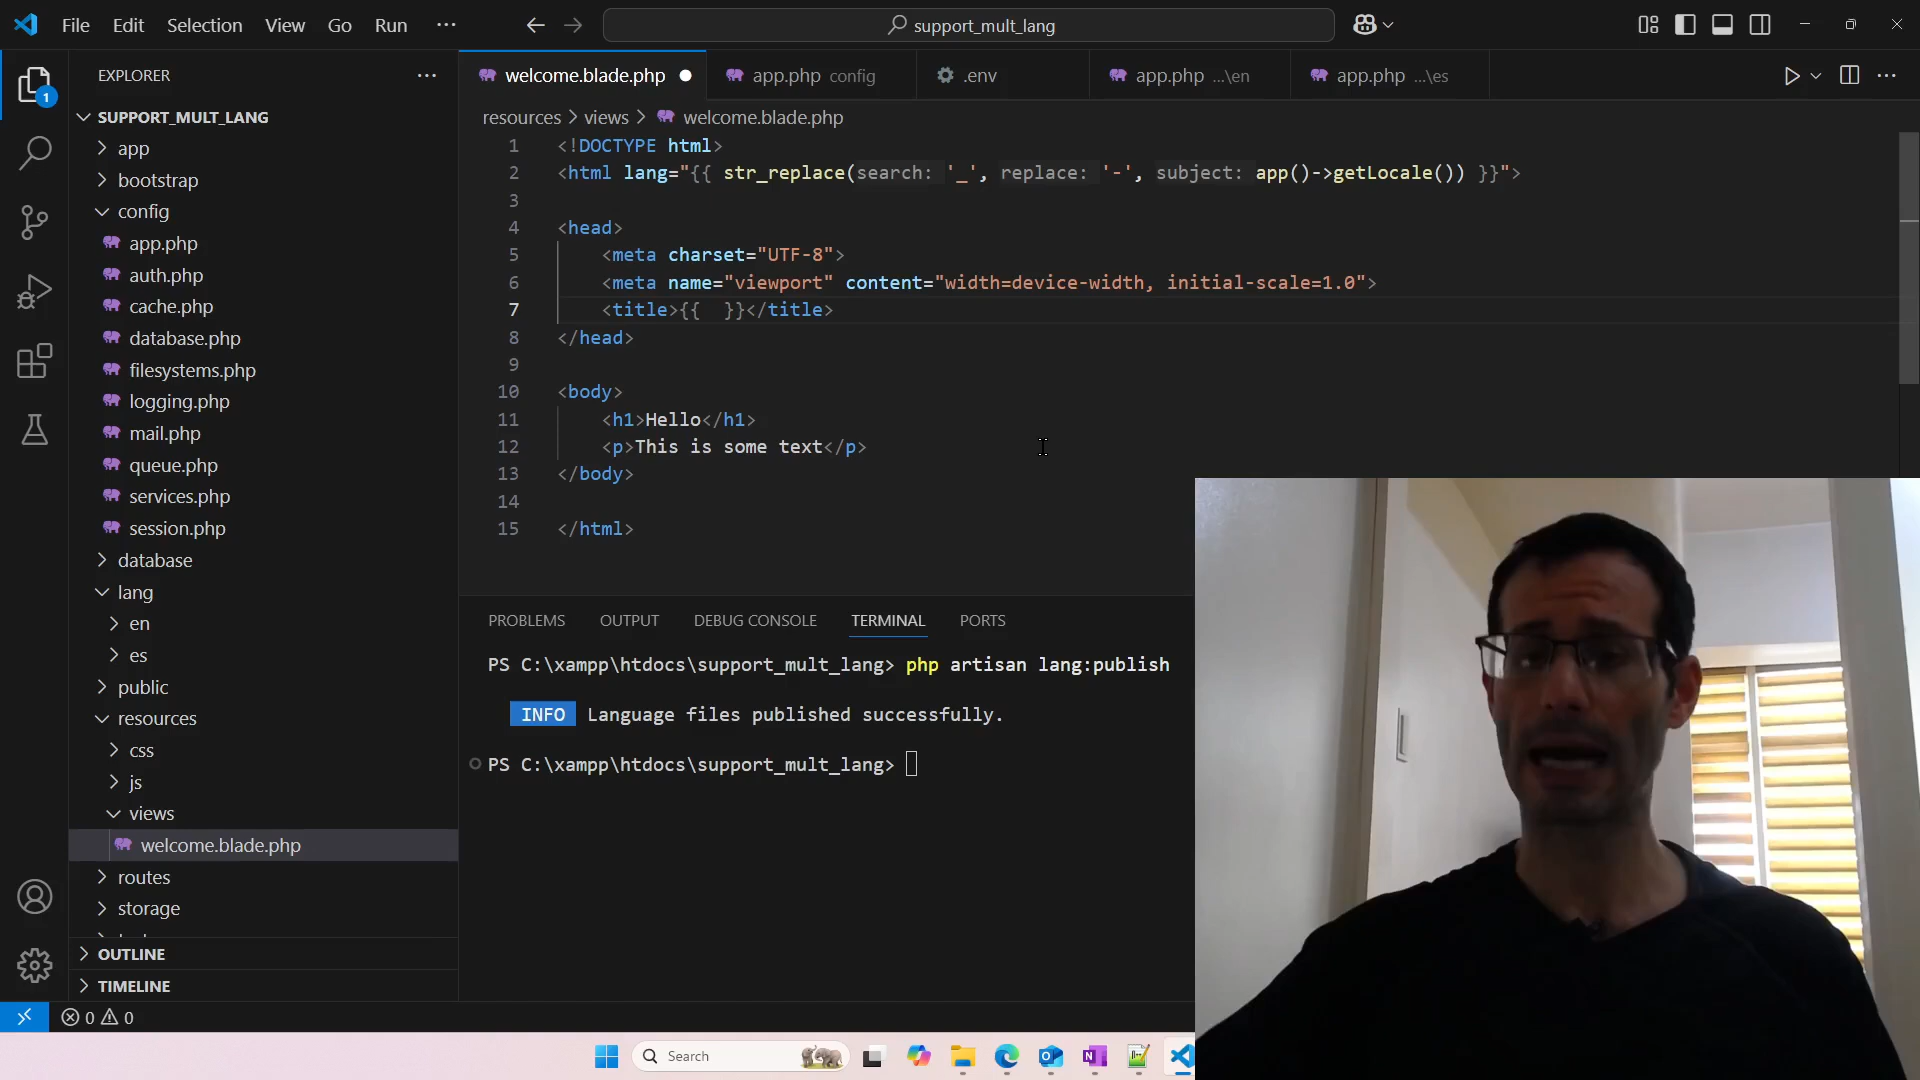 File Edit Selection View Go Run ··· support_mult_lang
EXPLORER ···
welcome.blade.php app.php config .env app.php ...\en app.php ...\es ···
1
SUPPORT_MULT_LANG
app
bootstrap
config
app.php
auth.php
cache.php
database.php
filesystems.php
logging.php
mail.php
queue.php
services.php
session.php
database
lang
en
es
public
resources
css
js
views
welcome.blade.php
routes
storage
OUTLINE
TIMELINE
resources > views > welcome.blade.php
1 <!DOCTYPE html>
2 <html lang="{{ str_replace(search: '_', replace: '-', subject: app()->getLocale()) }}">
3
4 <head>
5 <meta charset="UTF-8">
6 <meta name="viewport" content="width=device-width, initial-scale=1.0">
7 <title>{{  }}</title>
8 </head>
9
10 <body>
11 <h1>Hello</h1>
12 <p>This is some text</p>
13 </body>
14
15 </html>
PROBLEMS OUTPUT DEBUG CONSOLE TERMINAL PORTS
PS C:\xampp\htdocs\support_mult_lang> php artisan lang:publish
INFO Language files published successfully.
PS C:\xampp\htdocs\support_mult_lang>
0 0
Search